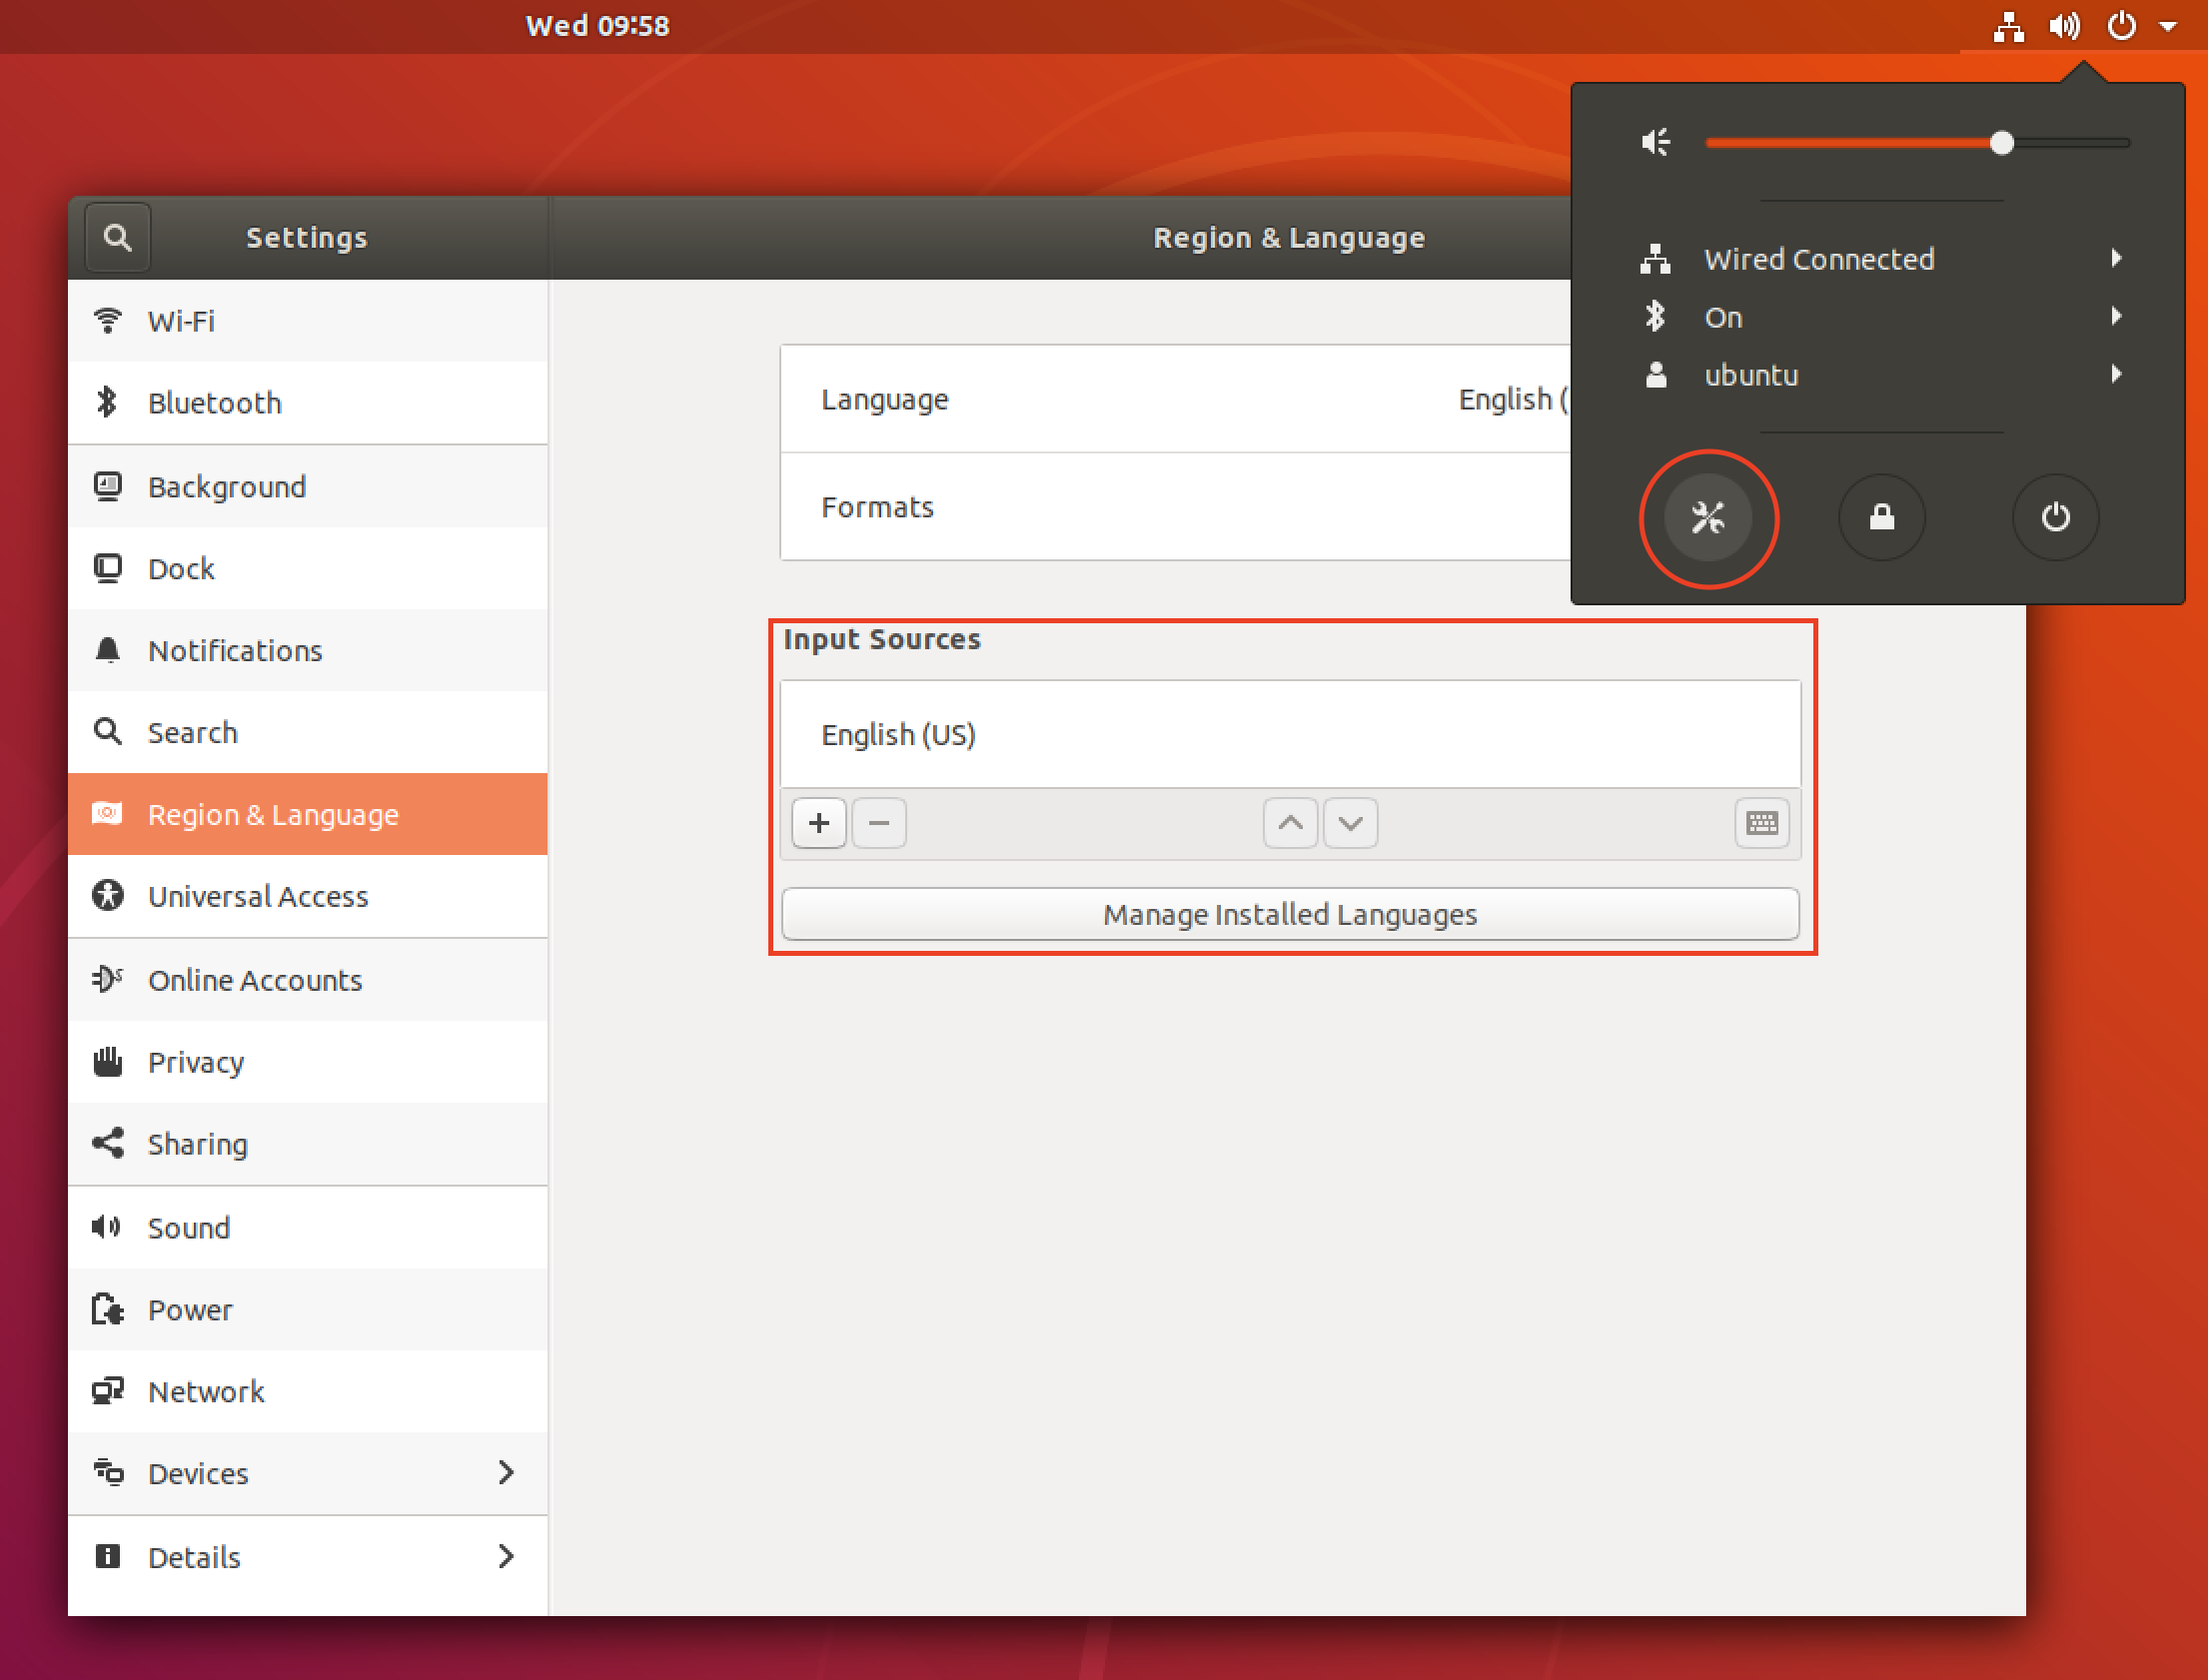 Wed 09:58
Settings
Region & Language
Wi-Fi
Bluetooth
Background
Dock
Notifications
Search
Region & Language
Universal Access
Online Accounts
Privacy
Sharing
Sound
Power
Network
Devices
Details
Language English (
Formats
Input Sources
English (US)
Manage Installed Languages
Wired Connected
On
ubuntu